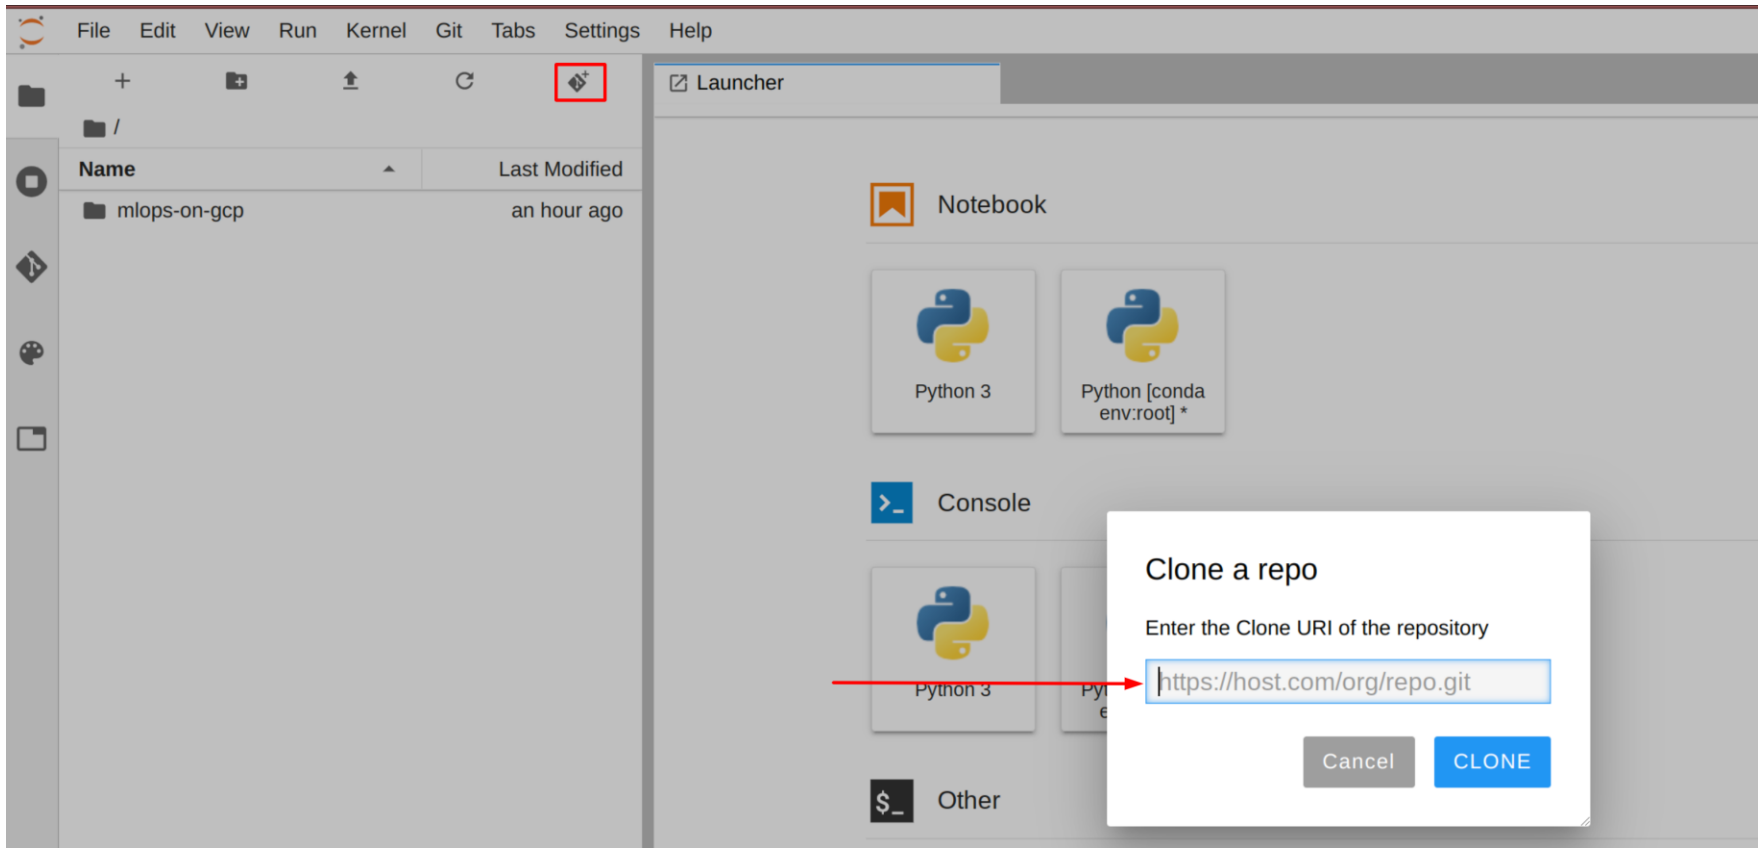 File Edit View Run Kernel Git Tabs Settings Help
Launcher
/
Name Last Modified
mlops-on-gcp an hour ago
Notebook
Python 3
Python [conda
env:root] *
Console
Python 3
$_
Other
Clone a repo
Enter the Clone URI of the repository
https://host.com/org/repo.git
Cancel CLONE